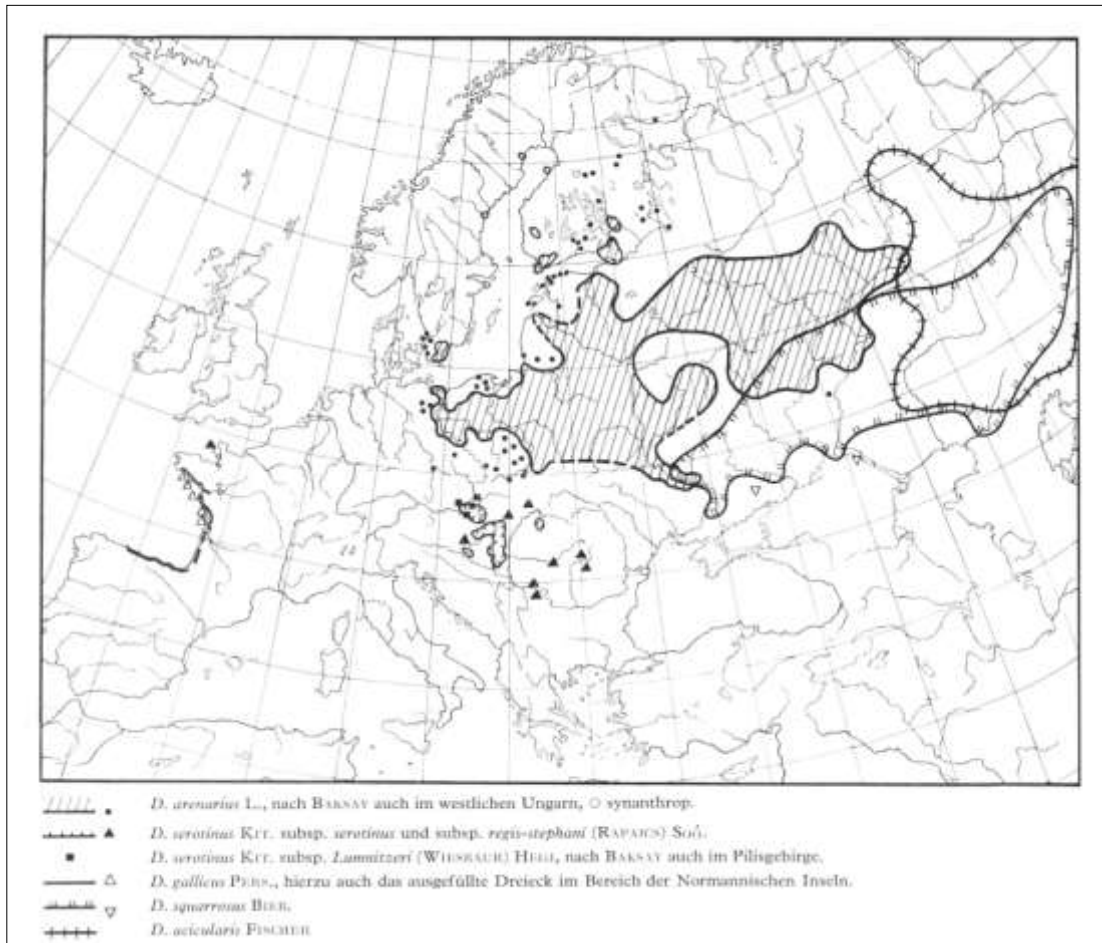 D. arenarius L., nach BAKSAY auch im westlichen Ungarn, ○ synanthrop.
D. serotinus KIT. subsp. serotinus und subsp. regis-stephani (RAPAICS) SOÓ.
D. serotinus KIT. subsp. Lumnitzeri (WIESBAUR) HEGI, nach BAKSAY auch im Pilisgebirge.
D. gallicus PERS., hierzu auch das ausgefüllte Dreieck im Bereich der Normannischen Inseln.
D. squarrosus BIEB.
D. acicularis FISCHER